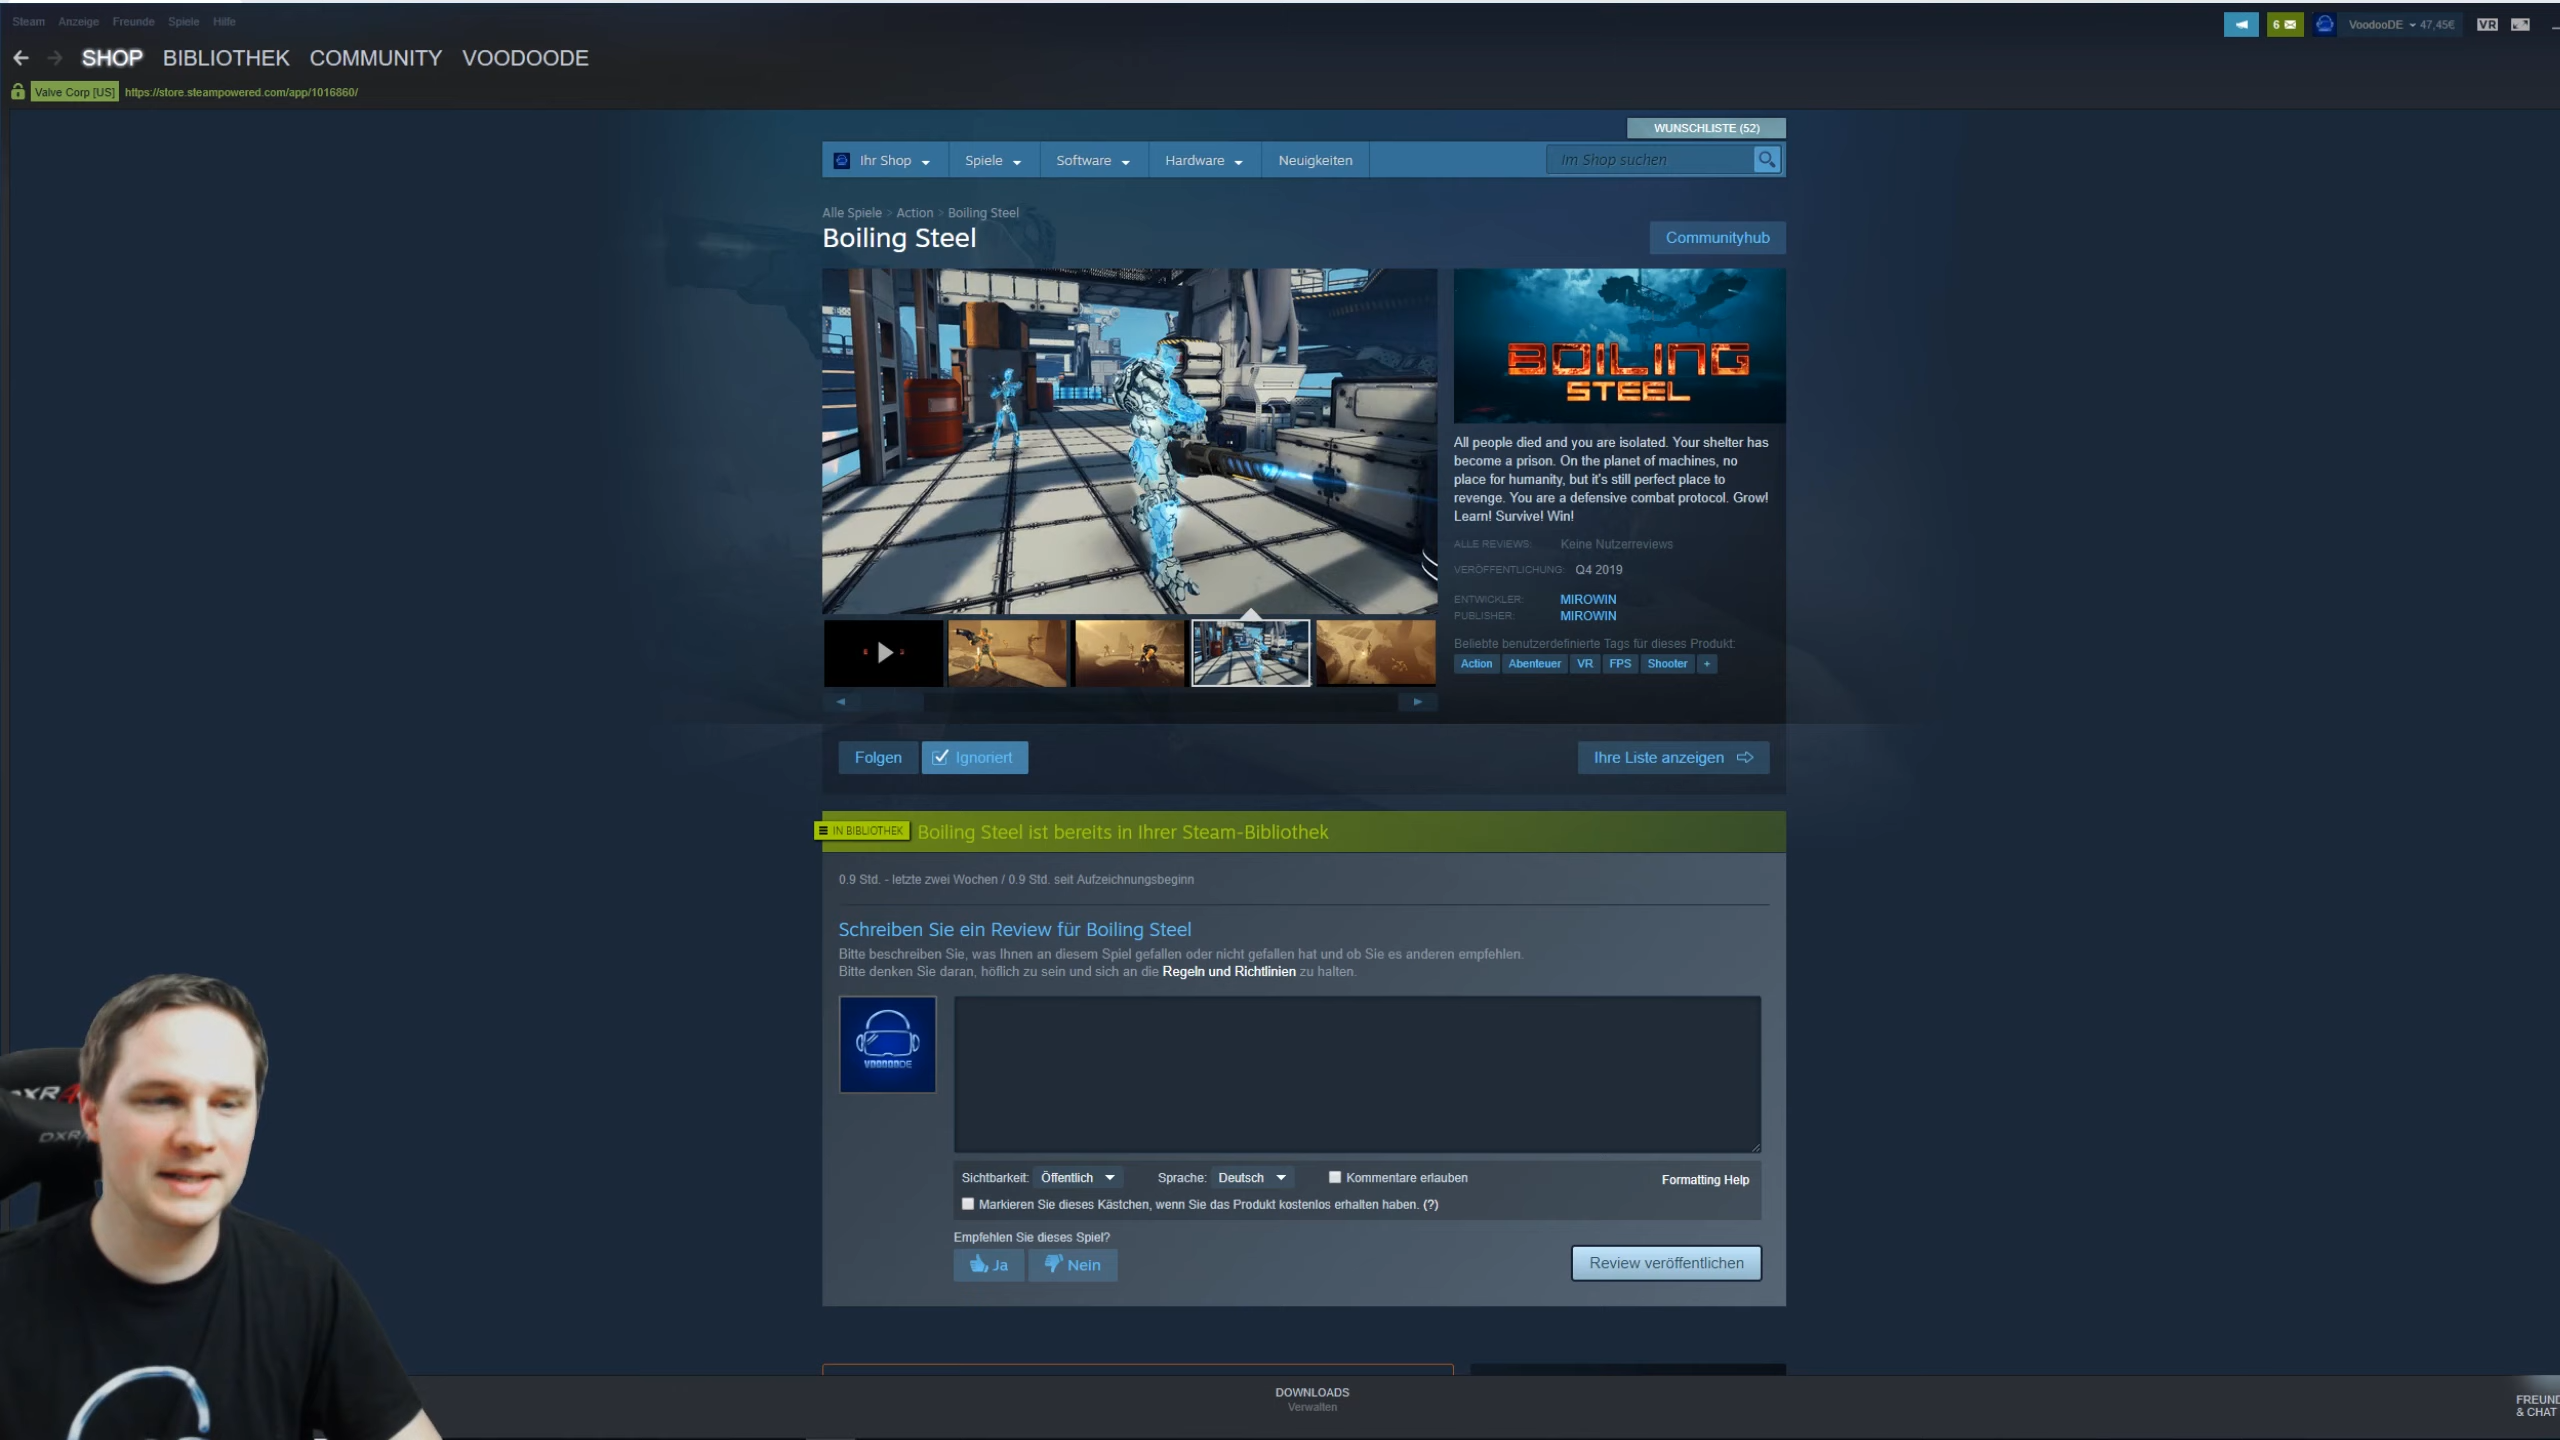 Steam Anzeige Freunde Spiele Hilfe
6 VoodooDE 47,45€ VR
SHOP BIBLIOTHEK COMMUNITY VOODOODE
Valve Corp [US] https://store.steampowered.com/app/1016860/
WUNSCHLISTE (52)
Ihr Shop Spiele Software Hardware Neuigkeiten Im Shop suchen
Alle Spiele > Action > Boiling Steel
Boiling Steel
Communityhub
BOILING
STEEL
All people died and you are isolated. Your shelter has
become a prison. On the planet of machines, no
place for humanity, but it's still perfect place to
revenge. You are a defensive combat protocol. Grow!
Learn! Survive! Win!
ALLE REVIEWS: Keine Nutzerreviews
VERÖFFENTLICHUNG: Q4 2019
ENTWICKLER: MIROWIN
PUBLISHER: MIROWIN
Beliebte benutzerdefinierte Tags für dieses Produkt:
Action Abenteuer VR FPS Shooter +
Folgen Ignoriert Ihre Liste anzeigen
IN BIBLIOTHEK Boiling Steel ist bereits in Ihrer Steam-Bibliothek
0.9 Std. - letzte zwei Wochen / 0.9 Std. seit Aufzeichnungsbeginn
Schreiben Sie ein Review für Boiling Steel
Bitte beschreiben Sie, was Ihnen an diesem Spiel gefallen oder nicht gefallen hat und ob Sie es anderen empfehlen.
Bitte denken Sie daran, höflich zu sein und sich an die Regeln und Richtlinien zu halten.
VOODOODE
Sichtbarkeit: Öffentlich Sprache: Deutsch Kommentare erlauben Formatting Help
Markieren Sie dieses Kästchen, wenn Sie das Produkt kostenlos erhalten haben. (?)
Empfehlen Sie dieses Spiel?
Ja Nein
Review veröffentlichen
DXR
DOWNLOADS
Verwalten
FREUND
& CHAT